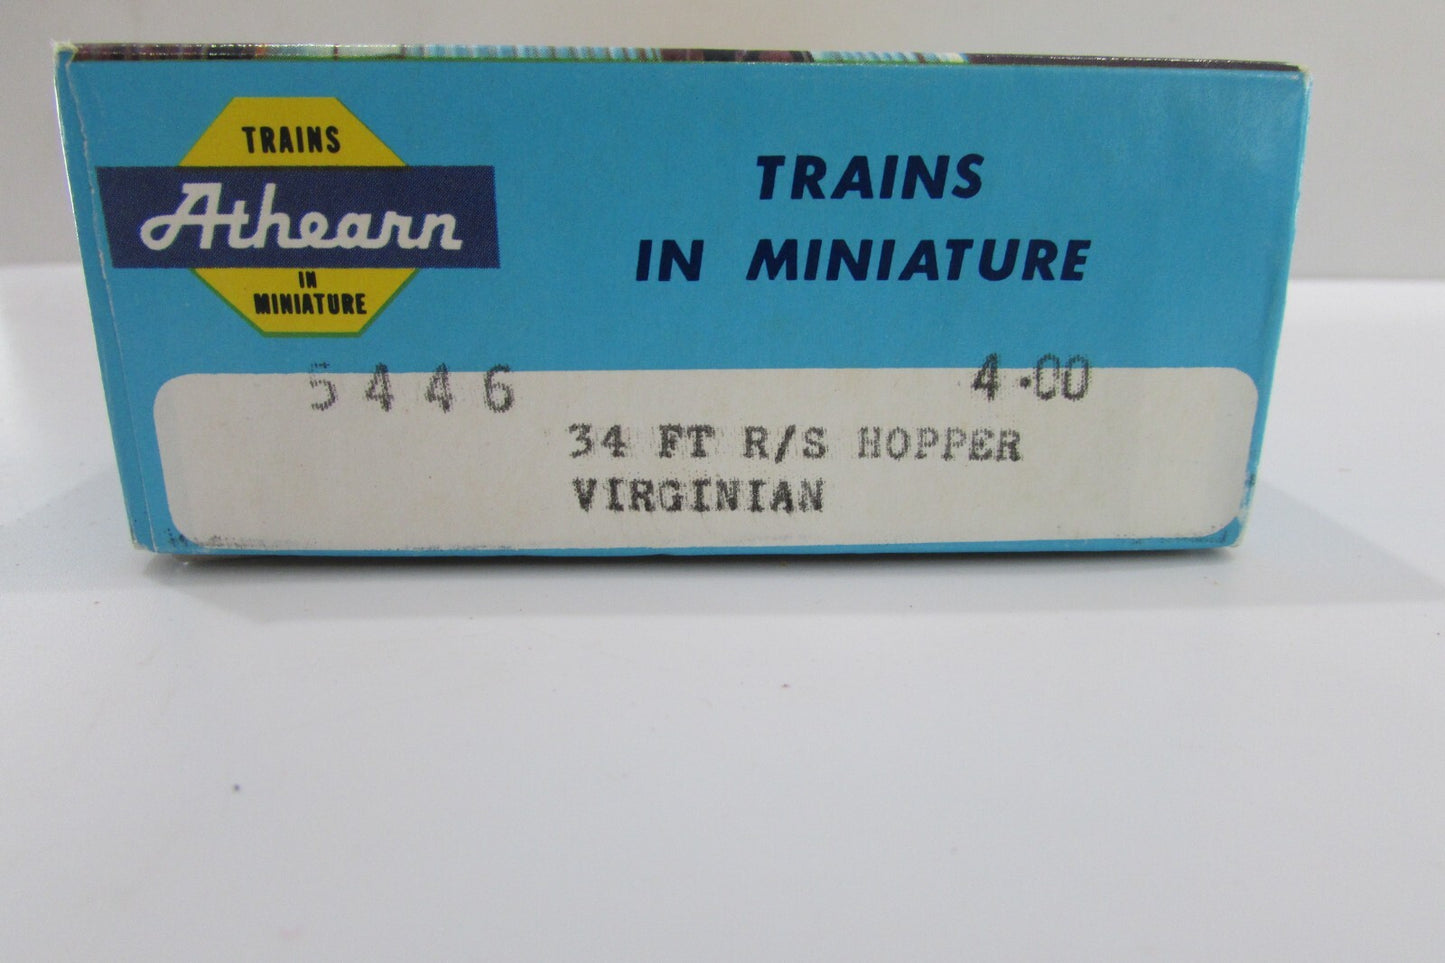 TRAINS
Athearn
IN
MINIATURE
TRAINS
IN MINIATURE
5446 4.00
34 FT R/S HOPPER
VIRGINIAN